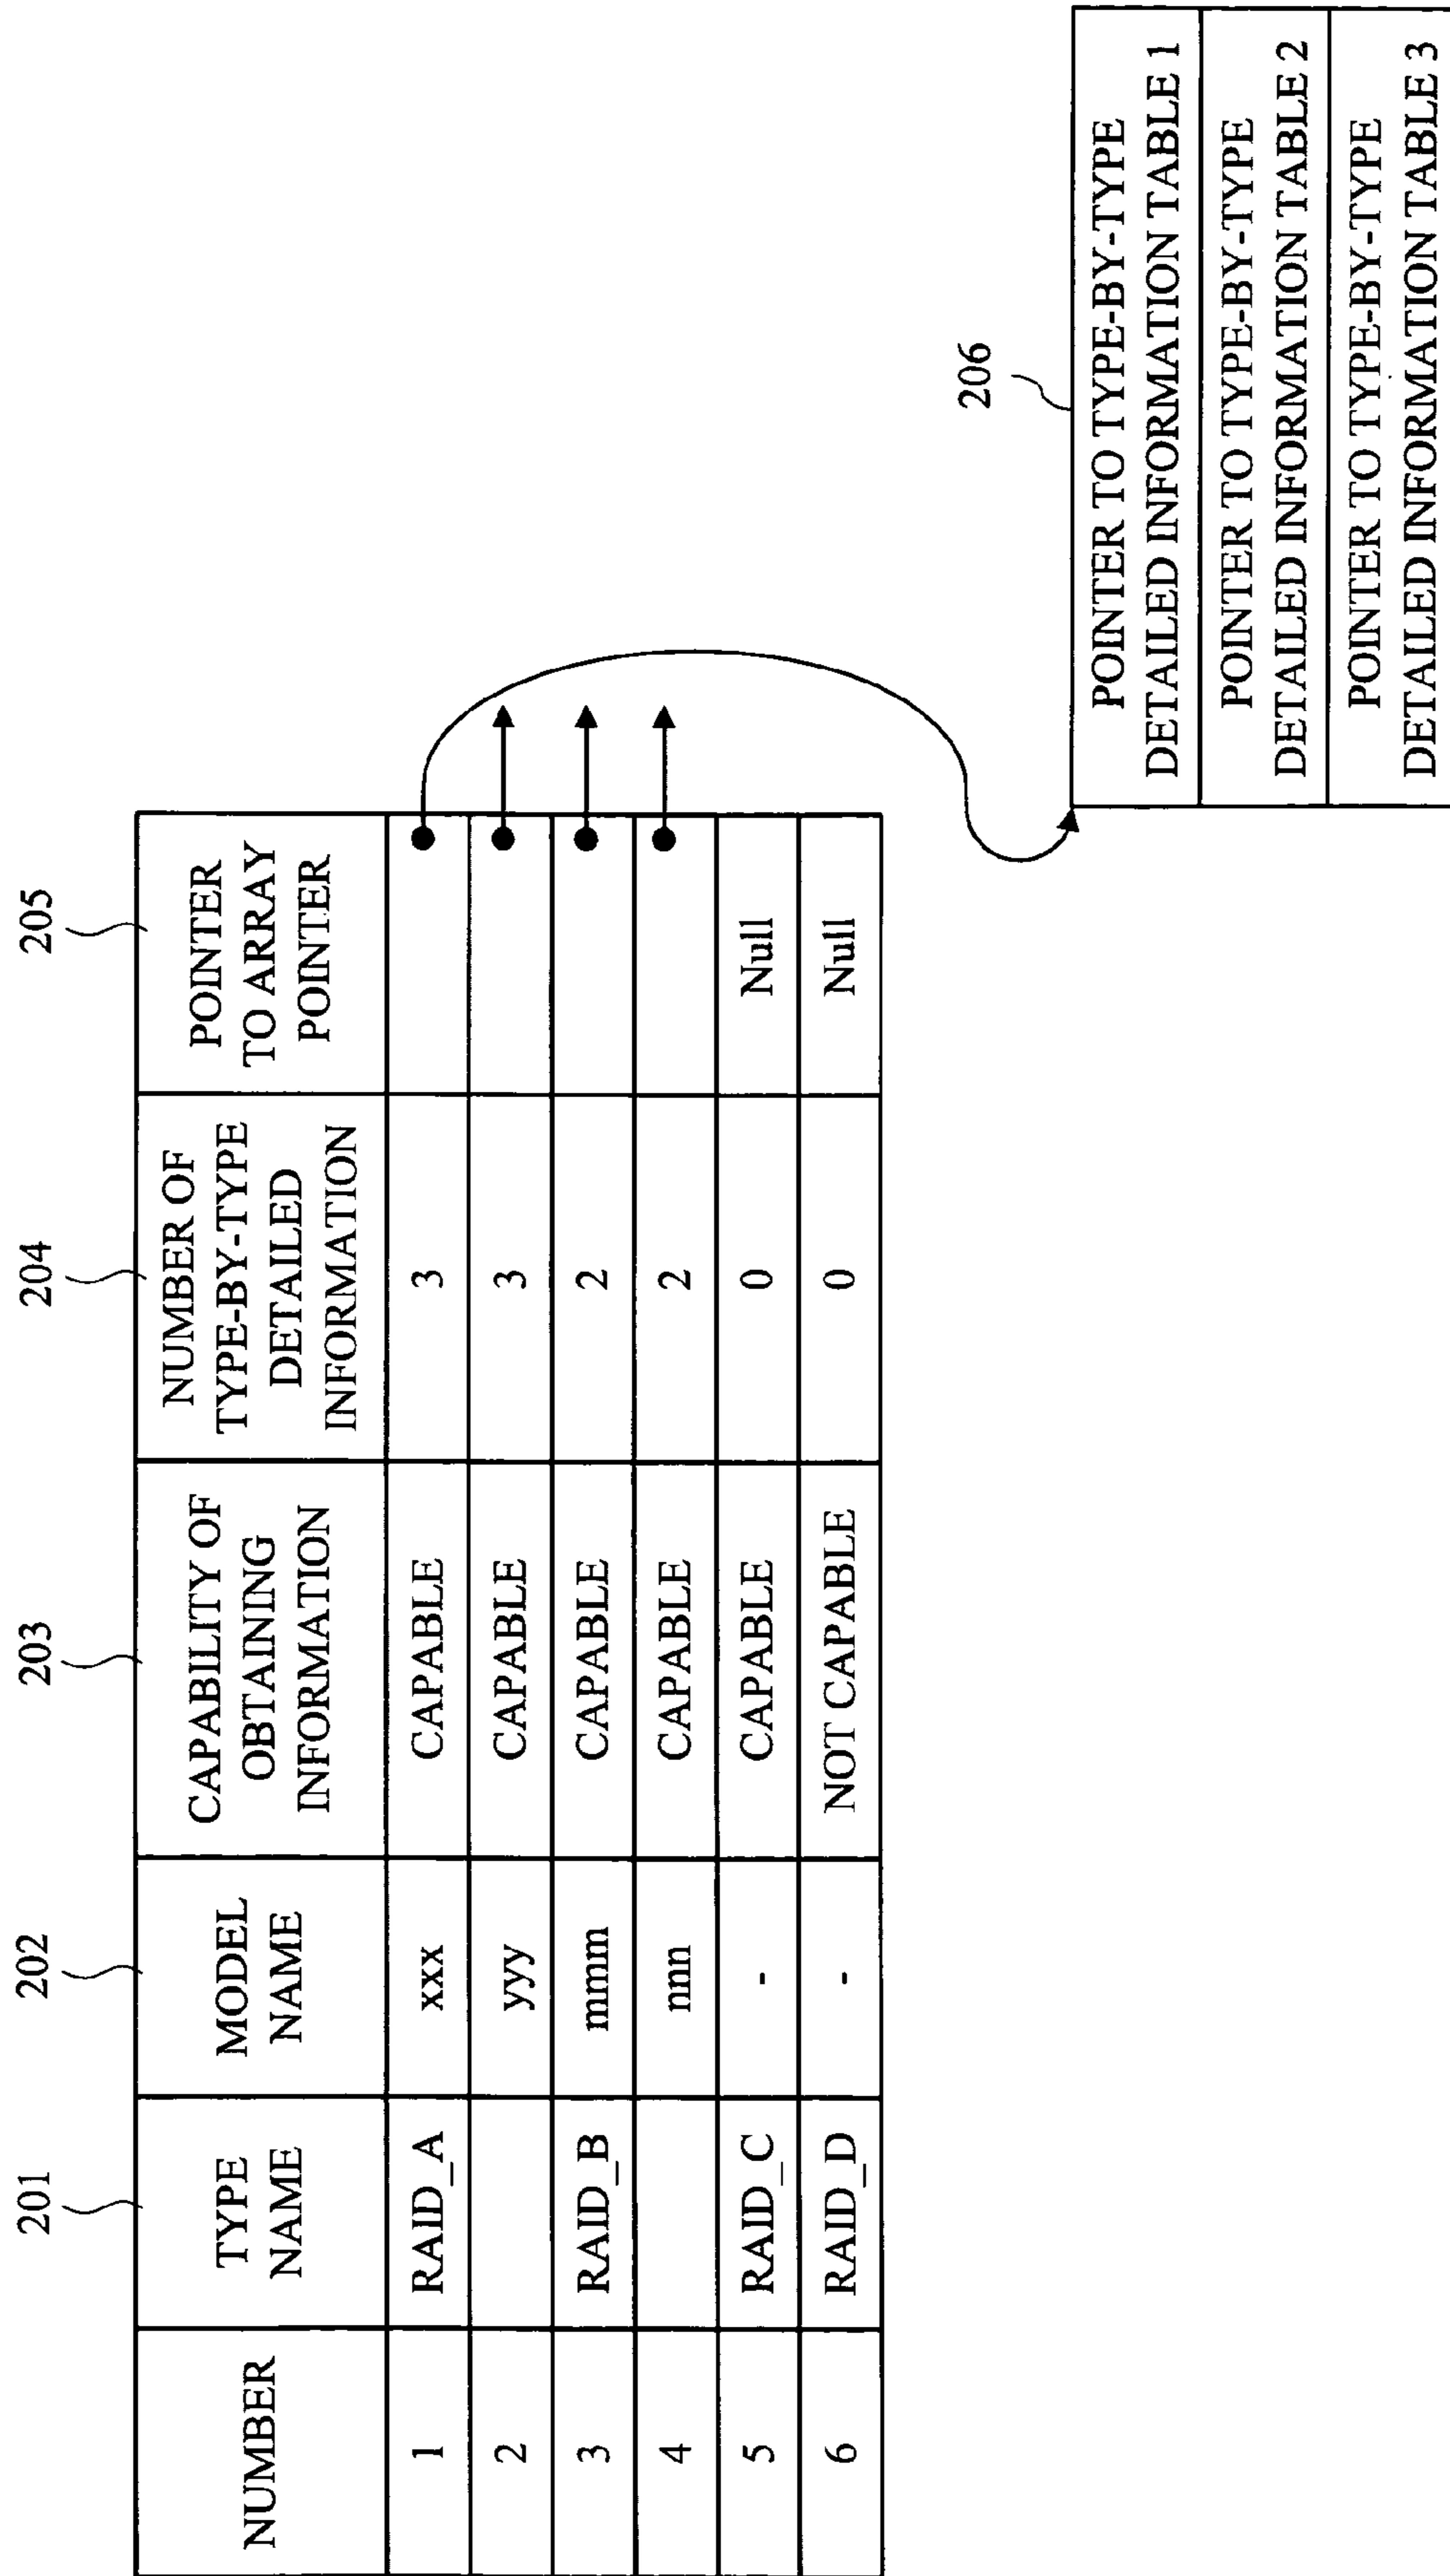 201
202
203
204
205
NUMBER
TYPE
NAME
MODEL
NAME
CAPABILITY OF
OBTAINING
INFORMATION
NUMBER OF
TYPE-BY-TYPE
DETAILED
INFORMATION
POINTER
TO ARRAY
POINTER
1 RAID_A xxx CAPABLE 3
2 yyy CAPABLE 3
3 RAID_B mmm CAPABLE 2
4 nnn CAPABLE 2
5 RAID_C - CAPABLE 0 Null
6 RAID_D - NOT CAPABLE 0 Null
206
POINTER TO TYPE-BY-TYPE
DETAILED INFORMATION TABLE 1
POINTER TO TYPE-BY-TYPE
DETAILED INFORMATION TABLE 2
POINTER TO TYPE-BY-TYPE
DETAILED INFORMATION TABLE 3